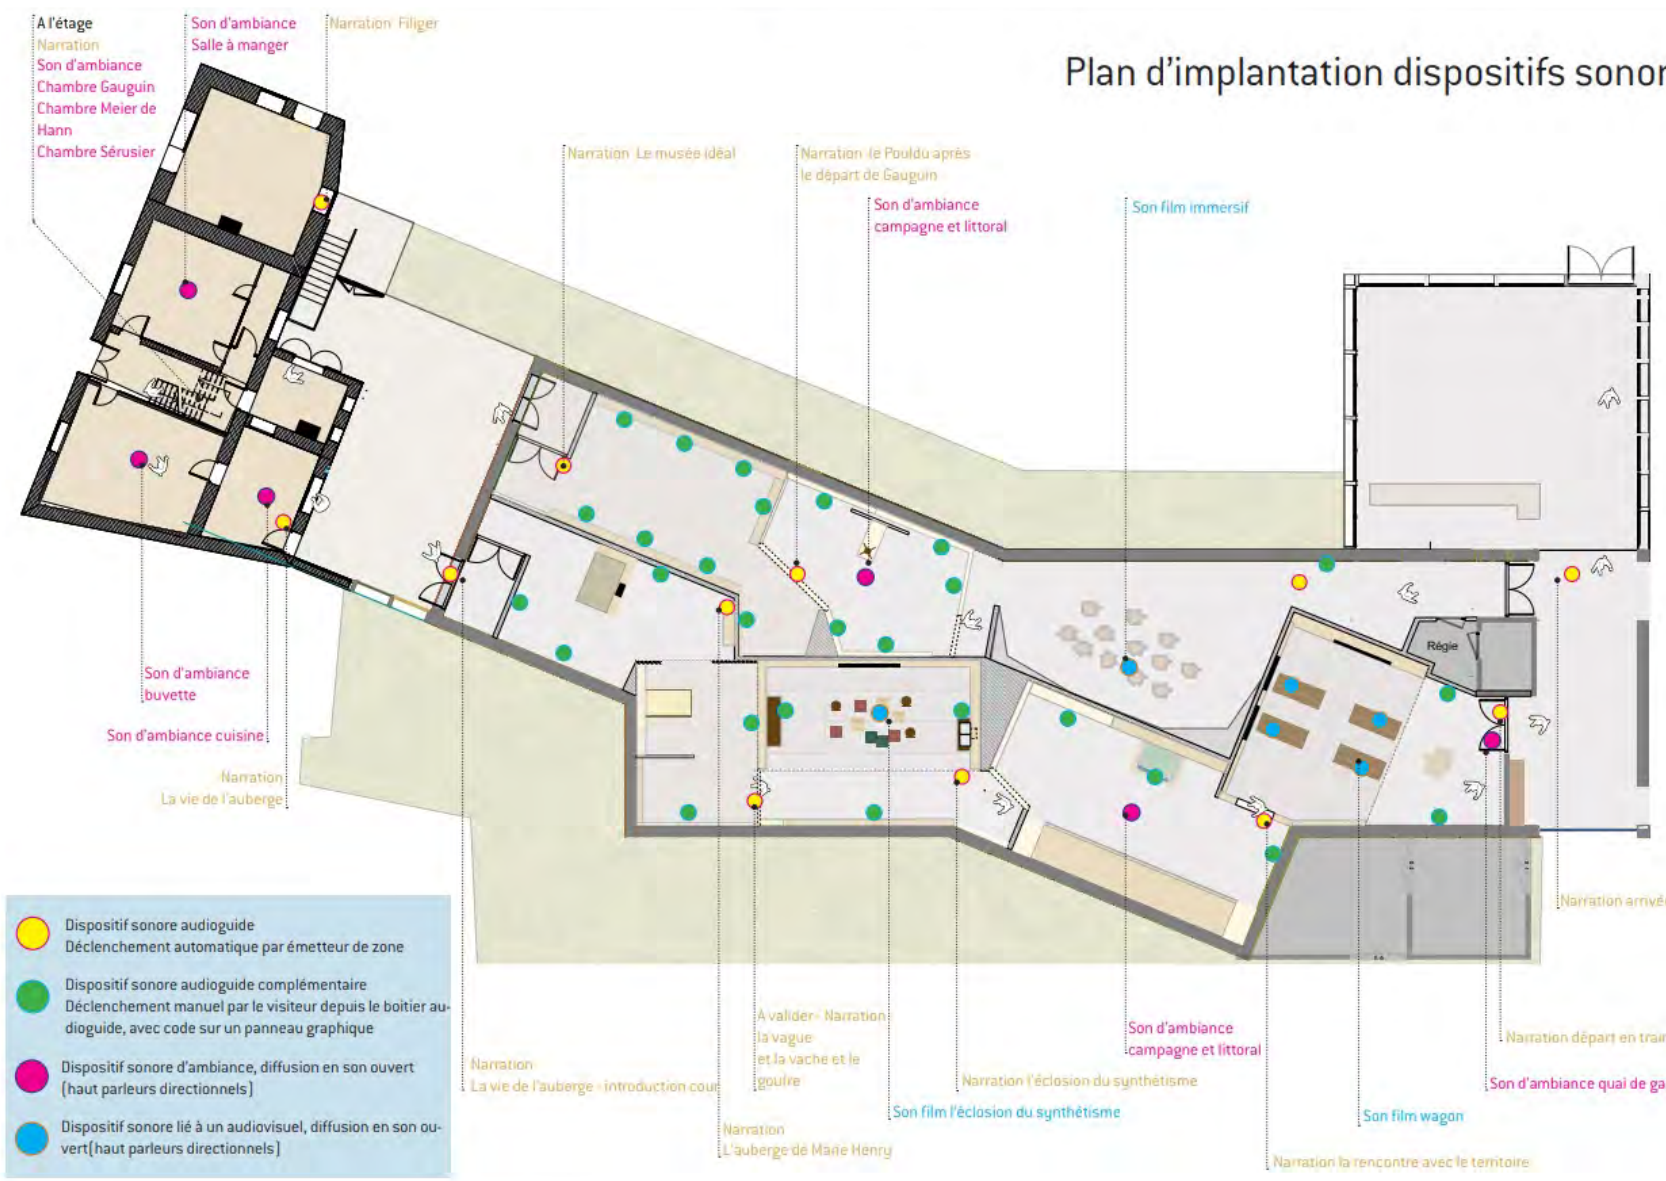 A l'étage
Narration
Son d'ambiance
Chambre Gauguin
Chambre Meier de
Hann
Chambre Sérusier
Son d'ambiance
Salle à manger
Narration Filiger
Plan d'implantation dispositifs sonor
Narration Le musée idéal
Narration le Pouldu après
le départ de Gauguin
Son d'ambiance
campagne et littoral
Son film immersif
Régie
Son d'ambiance
buvette
Son d'ambiance cuisine
Narration
La vie de l'auberge
Narration arrivée
Dispositif sonore audioguide
Déclenchement automatique par émetteur de zone
Dispositif sonore audioguide complémentaire
Déclenchement manuel par le visiteur depuis le boitier au-
dioguide, avec code sur un panneau graphique
Dispositif sonore d'ambiance, diffusion en son ouvert
(haut parleurs directionnels)
Dispositif sonore lié à un audiovisuel, diffusion en son ou-
vert(haut parleurs directionnels)
Narration
La vie de l'auberge - introduction cour
A valider - Narration
la vague
et la vache et le
goufre
Narration
L'auberge de Marie Henry
Narration l'éclosion du synthétisme
Son film l'éclosion du synthétisme
Son d'ambiance
campagne et littoral
Narration la rencontre avec le territoire
Son film wagon
Narration départ en train
Son d'ambiance quai de ga